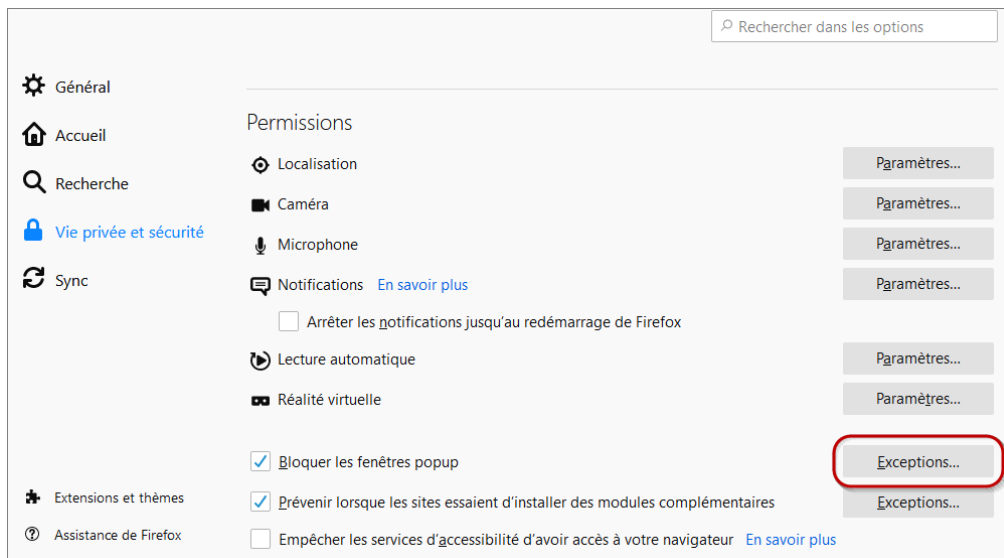 Rechercher dans les options
Général
Accueil
Recherche
Vie privée et sécurité
Sync
Extensions et thèmes
Assistance de Firefox
Permissions
Localisation Paramètres...
Caméra Paramètres...
Microphone Paramètres...
Notifications En savoir plus Paramètres...
Arrêter les notifications jusqu'au redémarrage de Firefox
Lecture automatique Paramètres...
Réalité virtuelle Paramètres...
Bloquer les fenêtres popup Exceptions...
Prévenir lorsque les sites essaient d'installer des modules complémentaires Exceptions...
Empêcher les services d'accessibilité d'avoir accès à votre navigateur En savoir plus